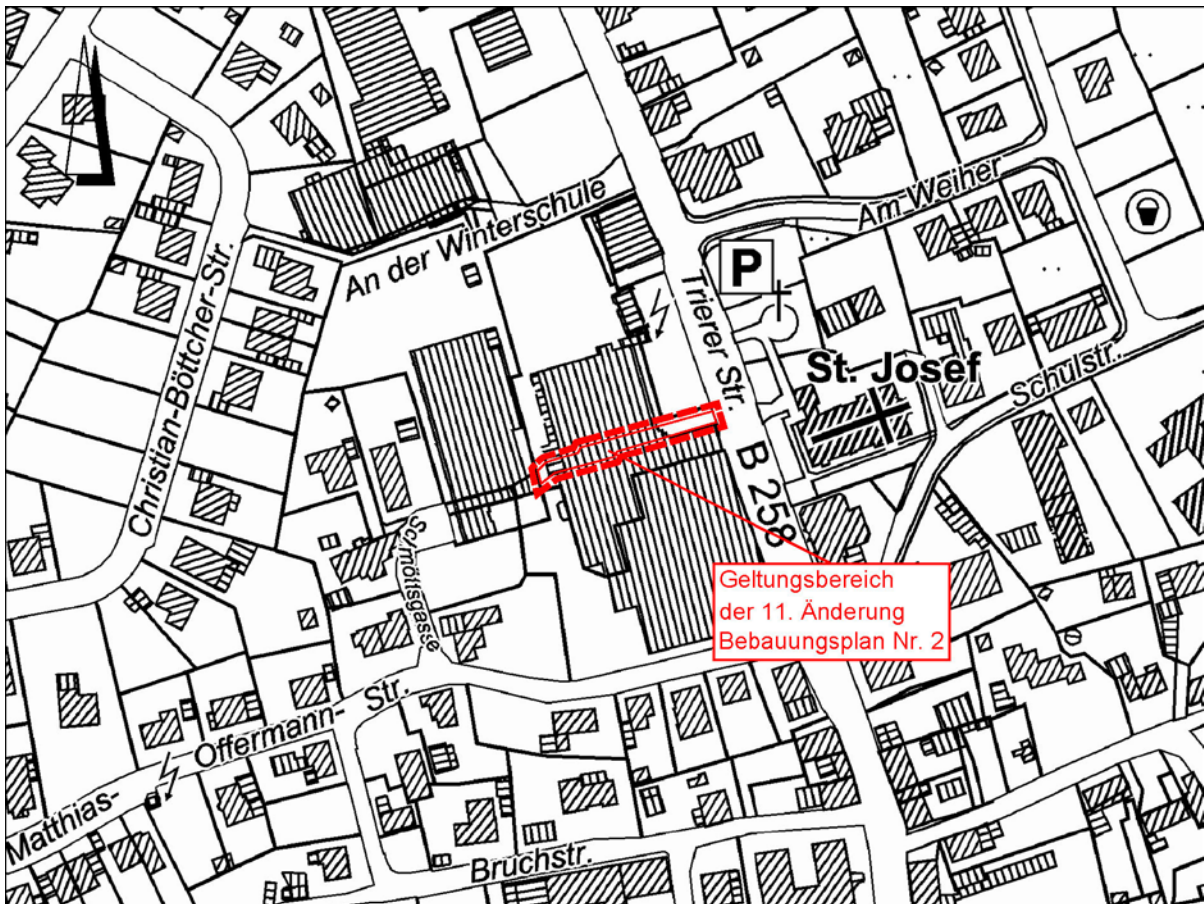 An der Winterschule
Am Weiher
P
Trierer Str.
St. Josef
Schulstr.
Christian-Böttcher-Str.
B 258
Schmöttsgasse
Geltungsbereich
der 11. Änderung
Bebauungsplan Nr. 2
Matthias- Offermann- Str.
Bruchstr.